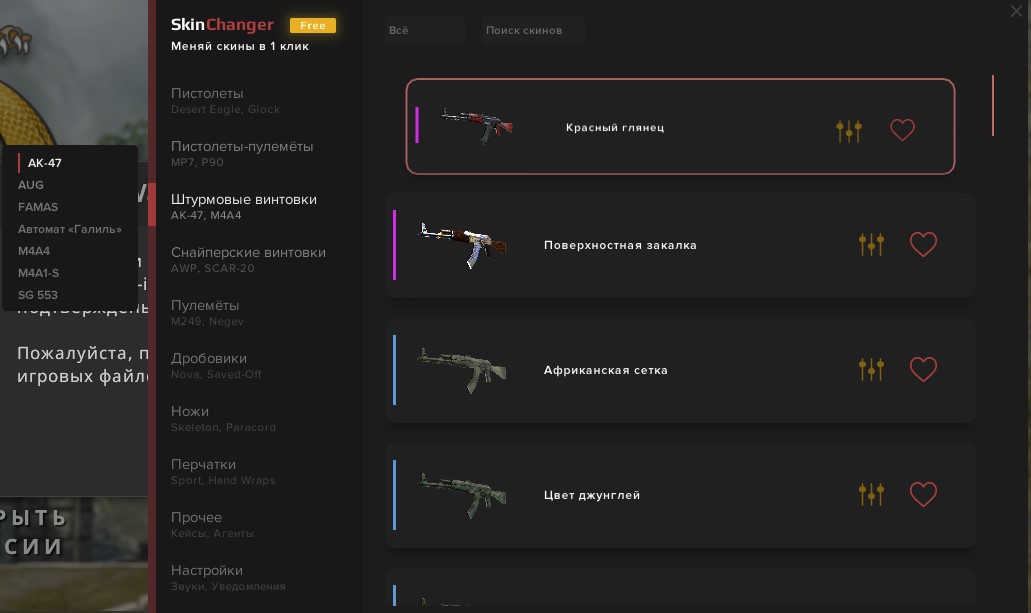 SkinChanger Free
Меняй скины в 1 клик
Всё
Поиск скинов
Пистолеты
Desert Eagle, Glock
Пистолеты-пулемёты
MP7, P90
Штурмовые винтовки
AK-47, M4A4
Снайперские винтовки
AWP, SCAR-20
Пулемёты
M249, Negev
Дробовики
Nova, Saved-Off
Ножи
Skeleton, Paracord
Перчатки
Sport, Hand Wraps
Прочее
Кейсы, Агенты
Настройки
Звуки, Уведомления
AK-47
AUG
FAMAS
Автомат «Галиль»
M4A4
M4A1-S
SG 553
Пожалуйста, п
игровых файло
РЫТЬ
СИИ
Красный глянец
Поверхностная закалка
Африканская сетка
Цвет джунглей